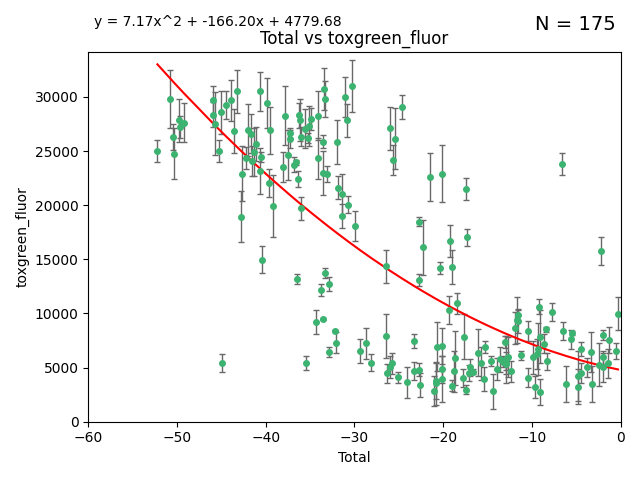 y = 7.17x^2 + -166.20x + 4779.68
N = 175
Total vs toxgreen_fluor
toxgreen_fluor
30000
25000
20000
15000
10000
5000
0
−60 −50 −40 −30 −20 −10 0
Total